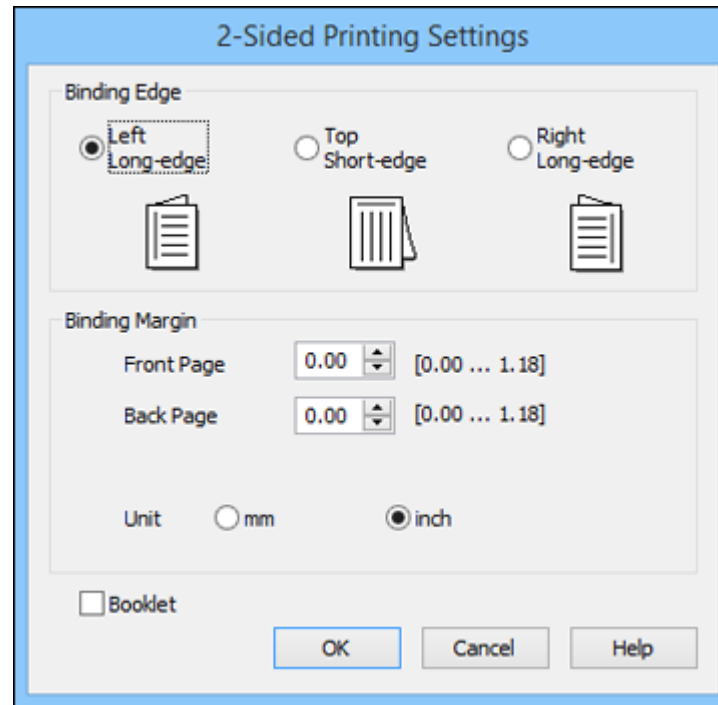 2-Sided Printing Settings
Binding Edge
Left
Long-edge
Top
Short-edge
Right
Long-edge
Binding Margin
Front Page 0.00 [0.00 ... 1.18]
Back Page 0.00 [0.00 ... 1.18]
Unit mm inch
Booklet
OK Cancel Help